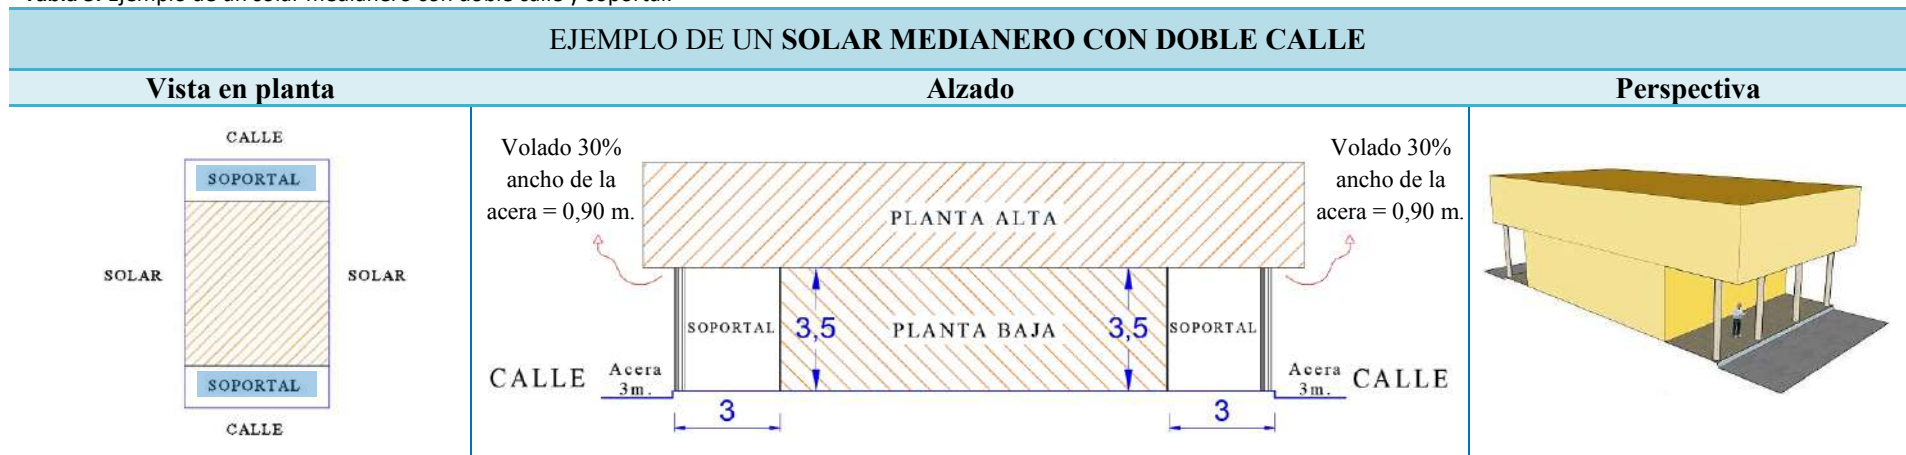 EJEMPLO DE UN SOLAR MEDIANERO CON DOBLE CALLE
Vista en planta
Alzado
Perspectiva
CALLE
SOPORTAL
SOLAR
SOLAR
SOPORTAL
CALLE
Volado 30%
ancho de la
acera = 0,90 m.
Volado 30%
ancho de la
acera = 0,90 m.
PLANTA ALTA
SOPORTAL
3,5
PLANTA BAJA
3,5
SOPORTAL
CALLE
Acera
3m.
Acera
3m.
CALLE
3
3